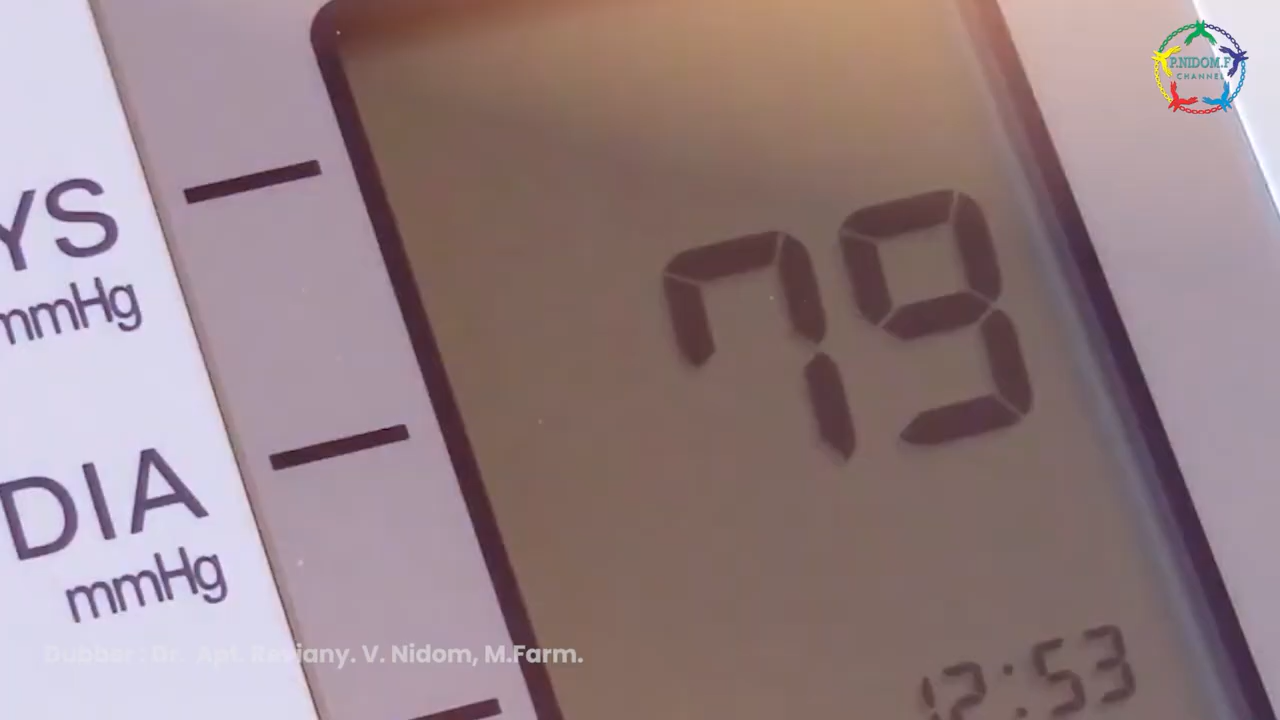 P.NIDOM.F
CHANNEL
YS
mmHg
79
DIA
mmHg
12:53
Dubber : Dr. Apt. Reviany. V. Nidom, M.Farm.